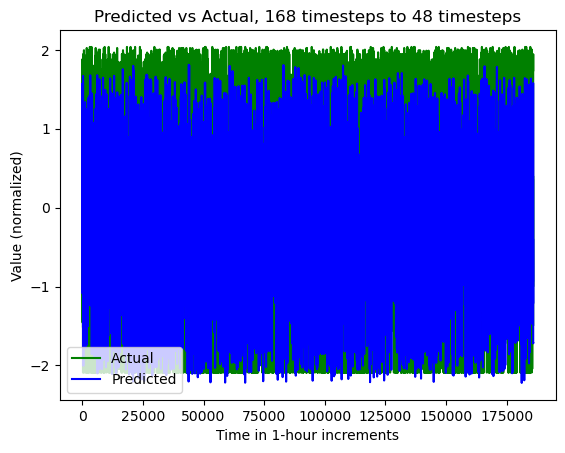 Predicted vs Actual, 168 timesteps to 48 timesteps
Value (normalized)
2
1
0
−1
−2
Actual
Predicted
0 25000 50000 75000 100000 125000 150000 175000
Time in 1-hour increments